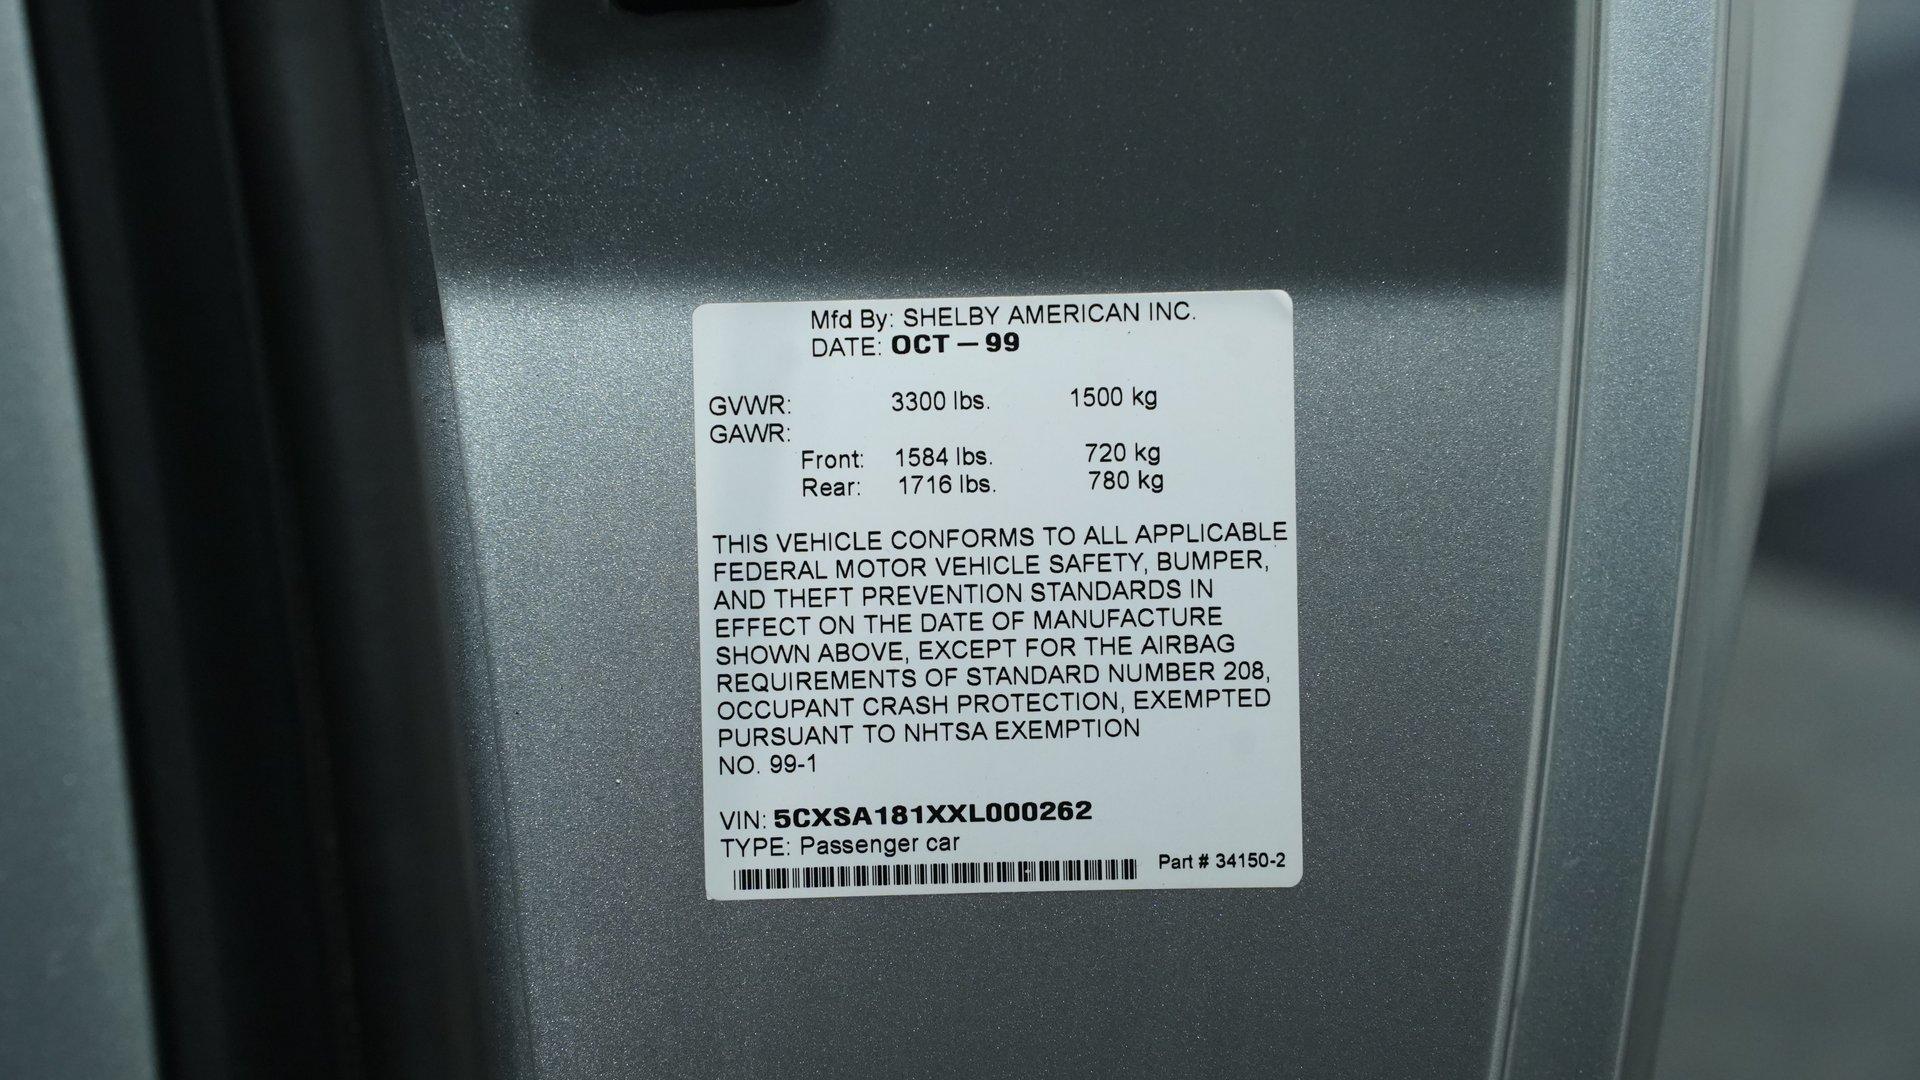 Mfd By: SHELBY AMERICAN INC.
DATE: OCT – 99
GVWR: 3300 lbs. 1500 kg
GAWR:
Front: 1584 lbs. 720 kg
Rear: 1716 lbs. 780 kg
THIS VEHICLE CONFORMS TO ALL APPLICABLE
FEDERAL MOTOR VEHICLE SAFETY, BUMPER,
AND THEFT PREVENTION STANDARDS IN
EFFECT ON THE DATE OF MANUFACTURE
SHOWN ABOVE, EXCEPT FOR THE AIRBAG
REQUIREMENTS OF STANDARD NUMBER 208,
OCCUPANT CRASH PROTECTION, EXEMPTED
PURSUANT TO NHTSA EXEMPTION
NO. 99-1
VIN: 5CXSA181XXL000262
TYPE: Passenger car
Part # 34150-2